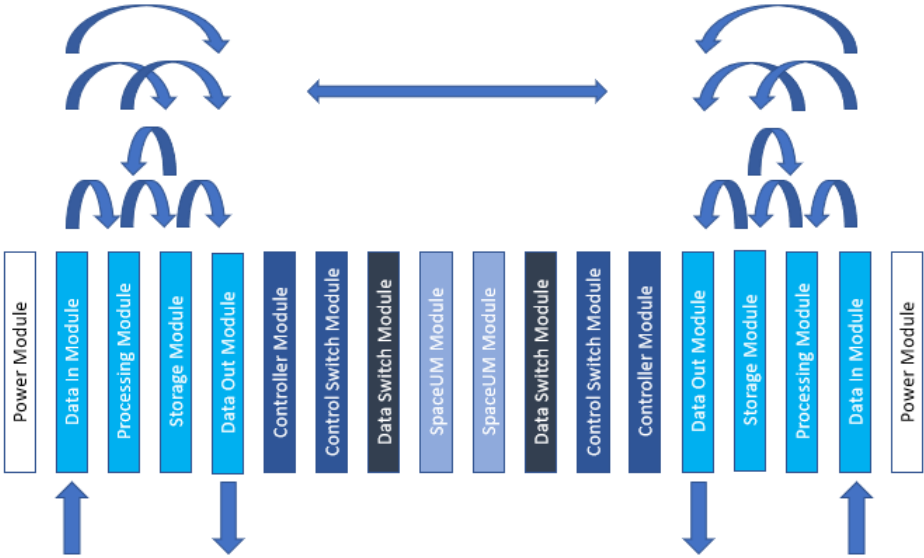 Power Module
Data In Module
Processing Module
Storage Module
Data Out Module
Controller Module
Control Switch Module
Data Switch Module
SpaceUM Module
SpaceUM Module
Data Switch Module
Control Switch Module
Controller Module
Data Out Module
Storage Module
Processing Module
Data In Module
Power Module